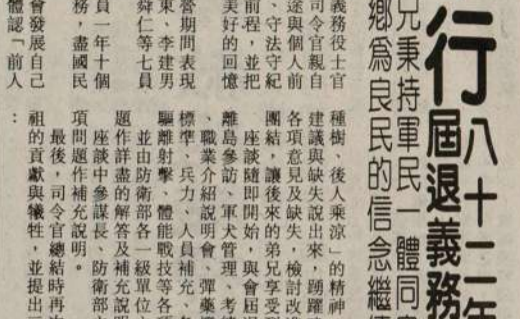 行八十二年
屆退義務
兄秉持軍民一體同
鄉為良民的信念繼
義務役士官
司令官親自
途與個人前
、守法守紀
前程，並把
美好的回憶
營期間表現
東、李建男
舜仁等七員
員一年十個
務，盡國民
會發展自己
體認「前人
種樹、後人乘涼」的精神
建議與缺失說出來，踴躍
各項意見及缺失，檢討改進
團結，讓後來的弟兄享受到
座談隨即開始，與會屆退
離島參訪、軍犬管理、考績
、職業介紹說明會、彈藥
標準、兵力、人員補充、
驅離射擊、體能戰技等各項
並由防衛部各一級單位主
題作詳盡的解答及補充說明
座談中參謀長、防衛部
項問題作補充說明。
最後，司令官總結時再次
祖的貢獻與犧牲，並提出三
：